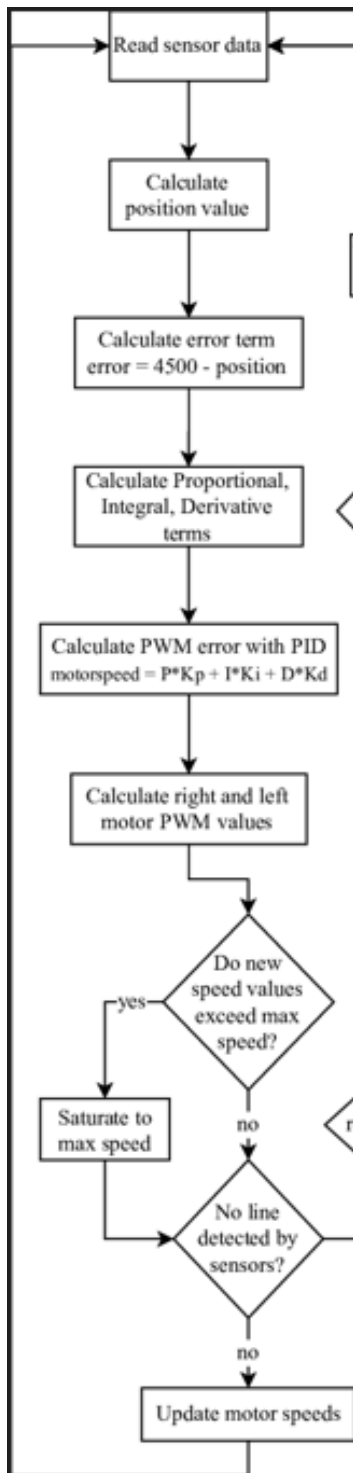 Read sensor data
Calculate
position value
Calculate error term
error = 4500 - position
Calculate Proportional,
Integral, Derivative
terms
Calculate PWM error with PID
motorspeed = P*Kp + I*Ki + D*Kd
Calculate right and left
motor PWM values
Do new
speed values
exceed max
speed?
yes
no
Saturate to
max speed
No line
detected by
sensors?
no
Update motor speeds